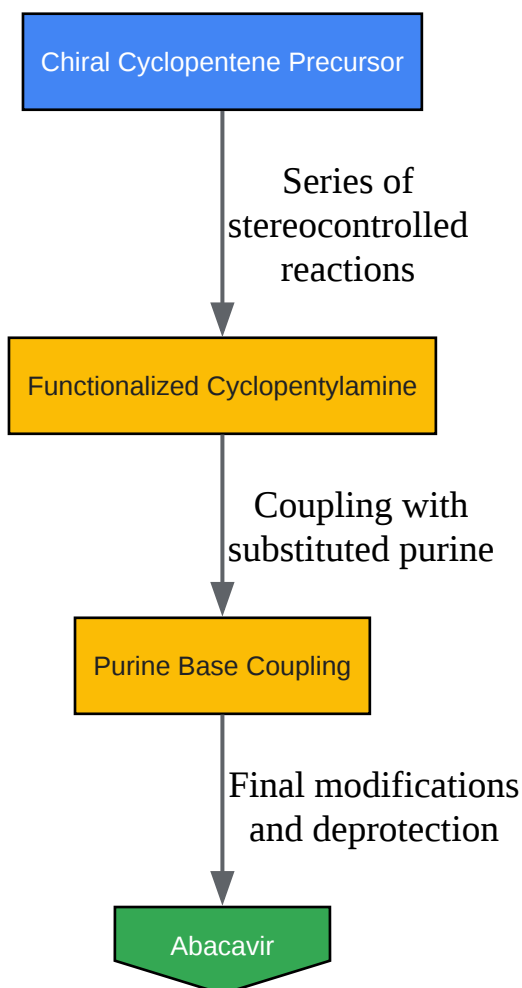 Chiral Cyclopentene Precursor
Series of
stereocontrolled
reactions
Functionalized Cyclopentylamine
Coupling with
substituted purine
Purine Base Coupling
Final modifications
and deprotection
Abacavir